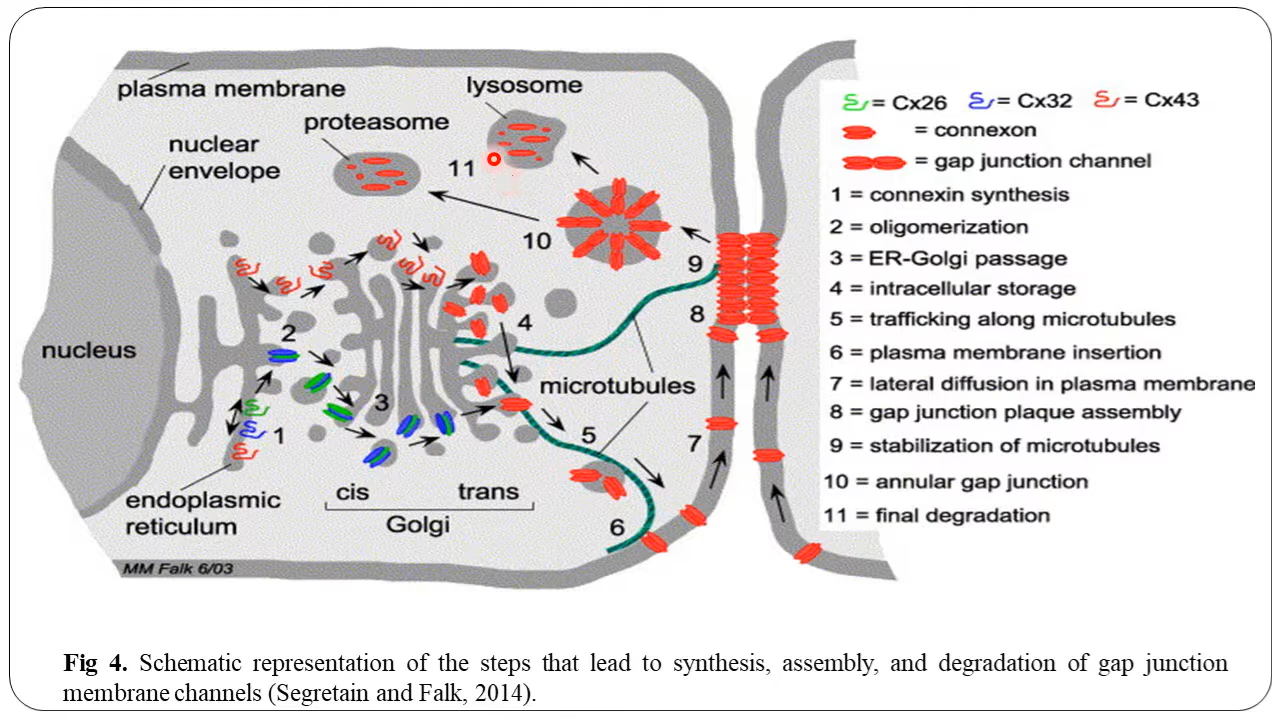 plasma membrane
lysosome
proteasome
nuclear
envelope
11
10
9
8
2
4
nucleus
microtubules
3
1
5
7
6
endoplasmic
reticulum
cis
trans
Golgi
MM Falk 6/03
= Cx26 = Cx32 = Cx43
= connexon
= gap junction channel
1 = connexin synthesis
2 = oligomerization
3 = ER-Golgi passage
4 = intracellular storage
5 = trafficking along microtubules
6 = plasma membrane insertion
7 = lateral diffusion in plasma membrane
8 = gap junction plaque assembly
9 = stabilization of microtubules
10 = annular gap junction
11 = final degradation
Fig 4. Schematic representation of the steps that lead to synthesis, assembly, and degradation of gap junction
membrane channels (Segretain and Falk, 2014).